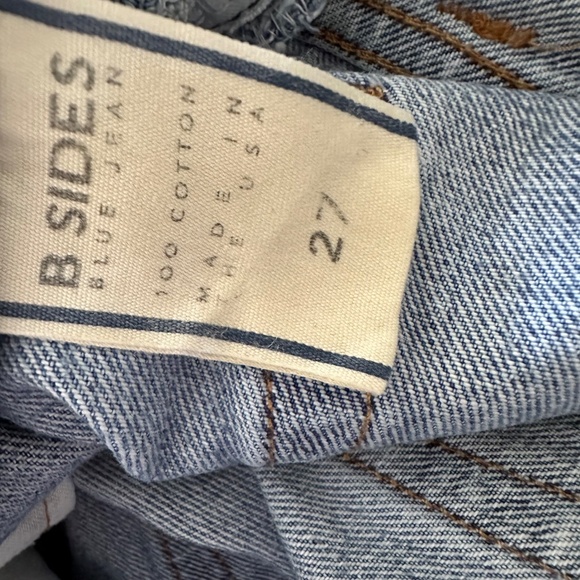 B SIDES
BLUE JEAN
100 COTTON
MADE IN
THE USA
27